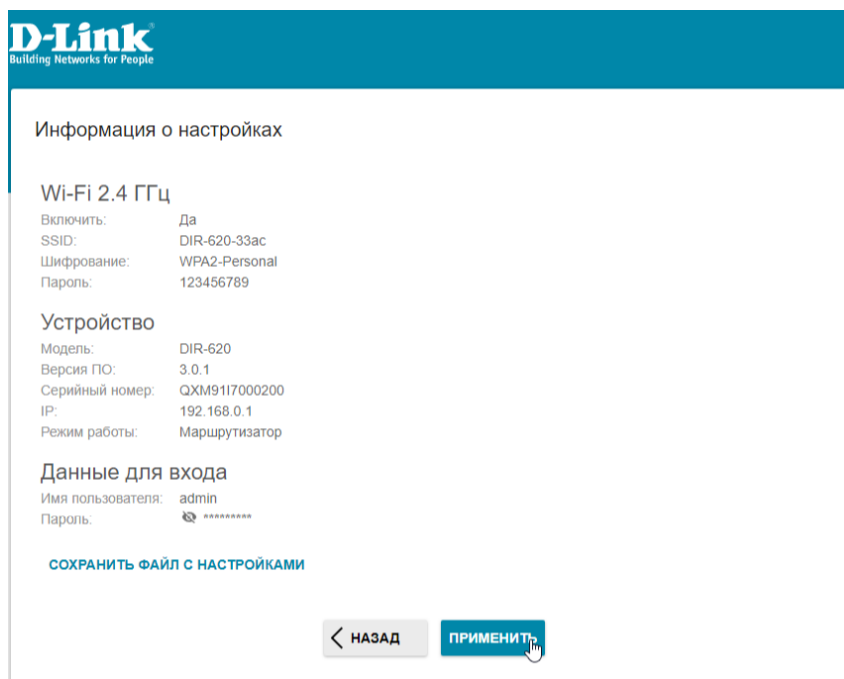 D-Link
Building Networks for People
Информация о настройках
Wi-Fi 2.4 ГГц
Включить: Да
SSID: DIR-620-33ac
Шифрование: WPA2-Personal
Пароль: 123456789
Устройство
Модель: DIR-620
Версия ПО: 3.0.1
Серийный номер: QXM91I7000200
IP: 192.168.0.1
Режим работы: Маршрутизатор
Данные для входа
Имя пользователя: admin
Пароль: *********
СОХРАНИТЬ ФАЙЛ С НАСТРОЙКАМИ
НАЗАД ПРИМЕНИТЬ